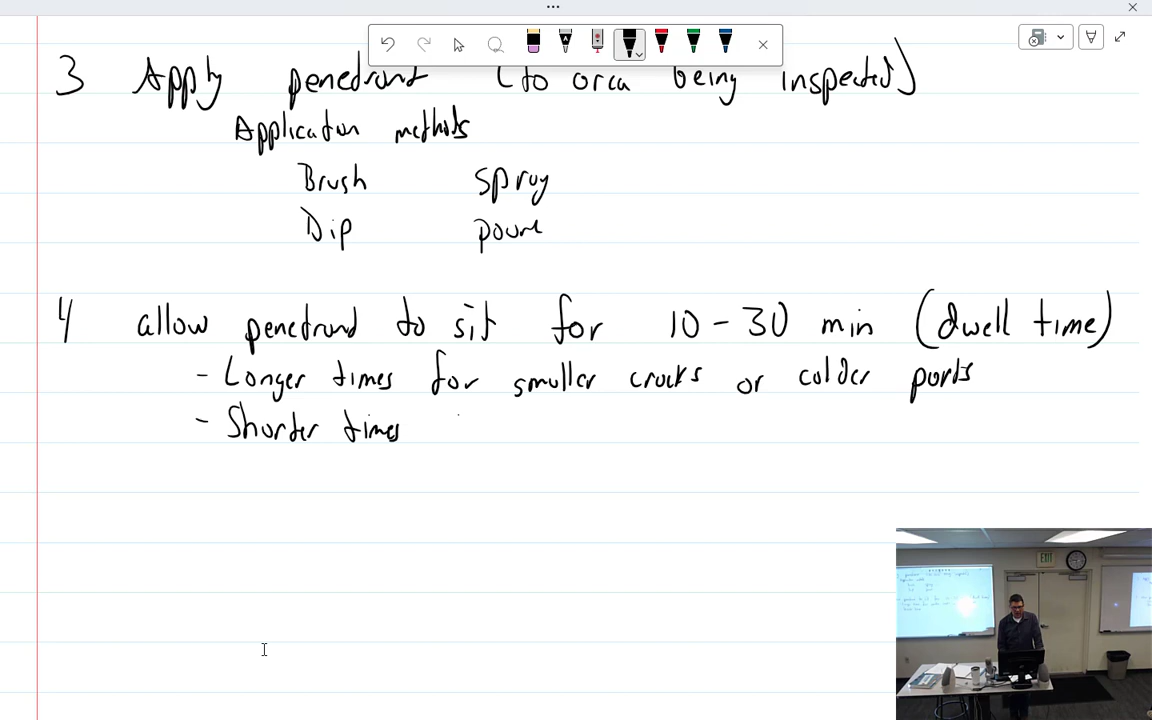 3 Apply penetrant (to area being inspected)
Application methods
Brush spray
Dip pour
4 allow penetrant to sit for 10-30 min (dwell time)
- Longer times for smaller cracks or colder parts
- Shorter times
EXIT